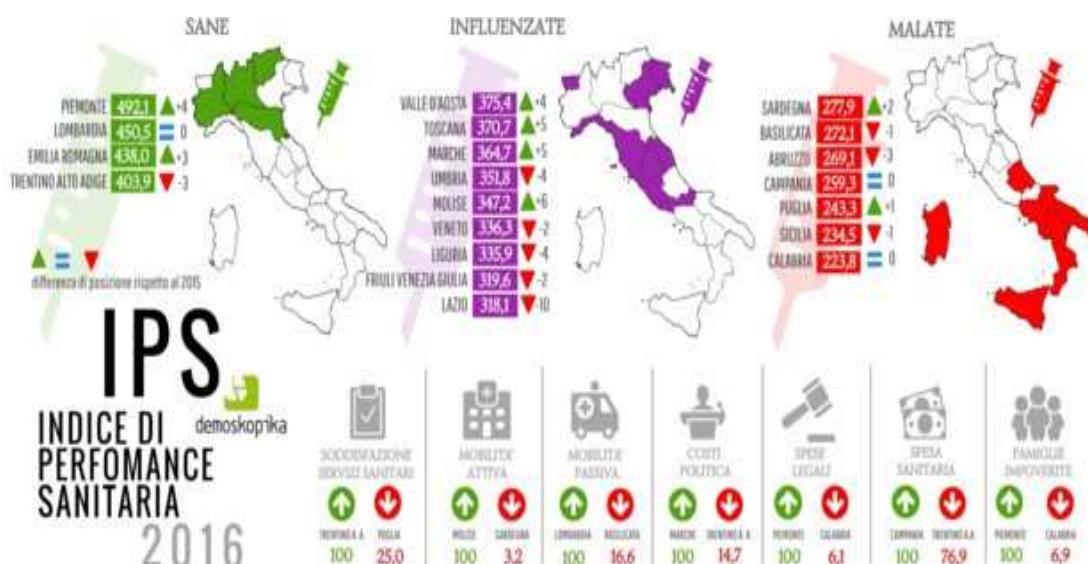 SANE
PIEMONTE 492,1 +4
LOMBARDIA 450,5 0
EMILIA ROMAGNA 438,0 +3
TRENTINO ALTO ADIGE 403,9 -3
differenza di posizione rispetto al 2015
INFLUENZATE
VALLE D'AOSTA 375,4 +4
TOSCANA 370,7 +5
MARCHE 364,7 +5
UMBRIA 351,8 -4
MOLISE 347,2 +6
VENETO 336,3 -2
LIGURIA 335,9 -4
FRIULI VENEZIA GIULIA 319,6 -2
LAZIO 318,1 -10
MALATE
SARDEGNA 277,9 +2
BASILICATA 272,1 -1
ABRUZZO 269,1 -3
CAMPANIA 259,3 0
PUGLIA 243,3 +1
SICILIA 234,5 -1
CALABRIA 223,8 0
IPS
demoskopika
INDICE DI
PERFOMANCE
SANITARIA
2016
SODDISFAZIONE
SERVIZI SANITARI
TRENTINO A. A. PUGLIA
100 25,0
MOBILITA'
ATTIVA
MOLISE SARDEGNA
100 3,2
MOBILITA'
PASSIVA
LOMBARDIA BASILICATA
100 16,6
COSTI
POLITICA
MARCHE TRENTINO A.A.
100 14,7
SPESE
LEGALI
PIEMONTE CALABRIA
100 6,1
SPESA
SANITARIA
CAMPANIA TRENTINO A.A.
100 76,9
FAMIGLIE
IMPOVERITE
PIEMONTE CALABRIA
100 6,9